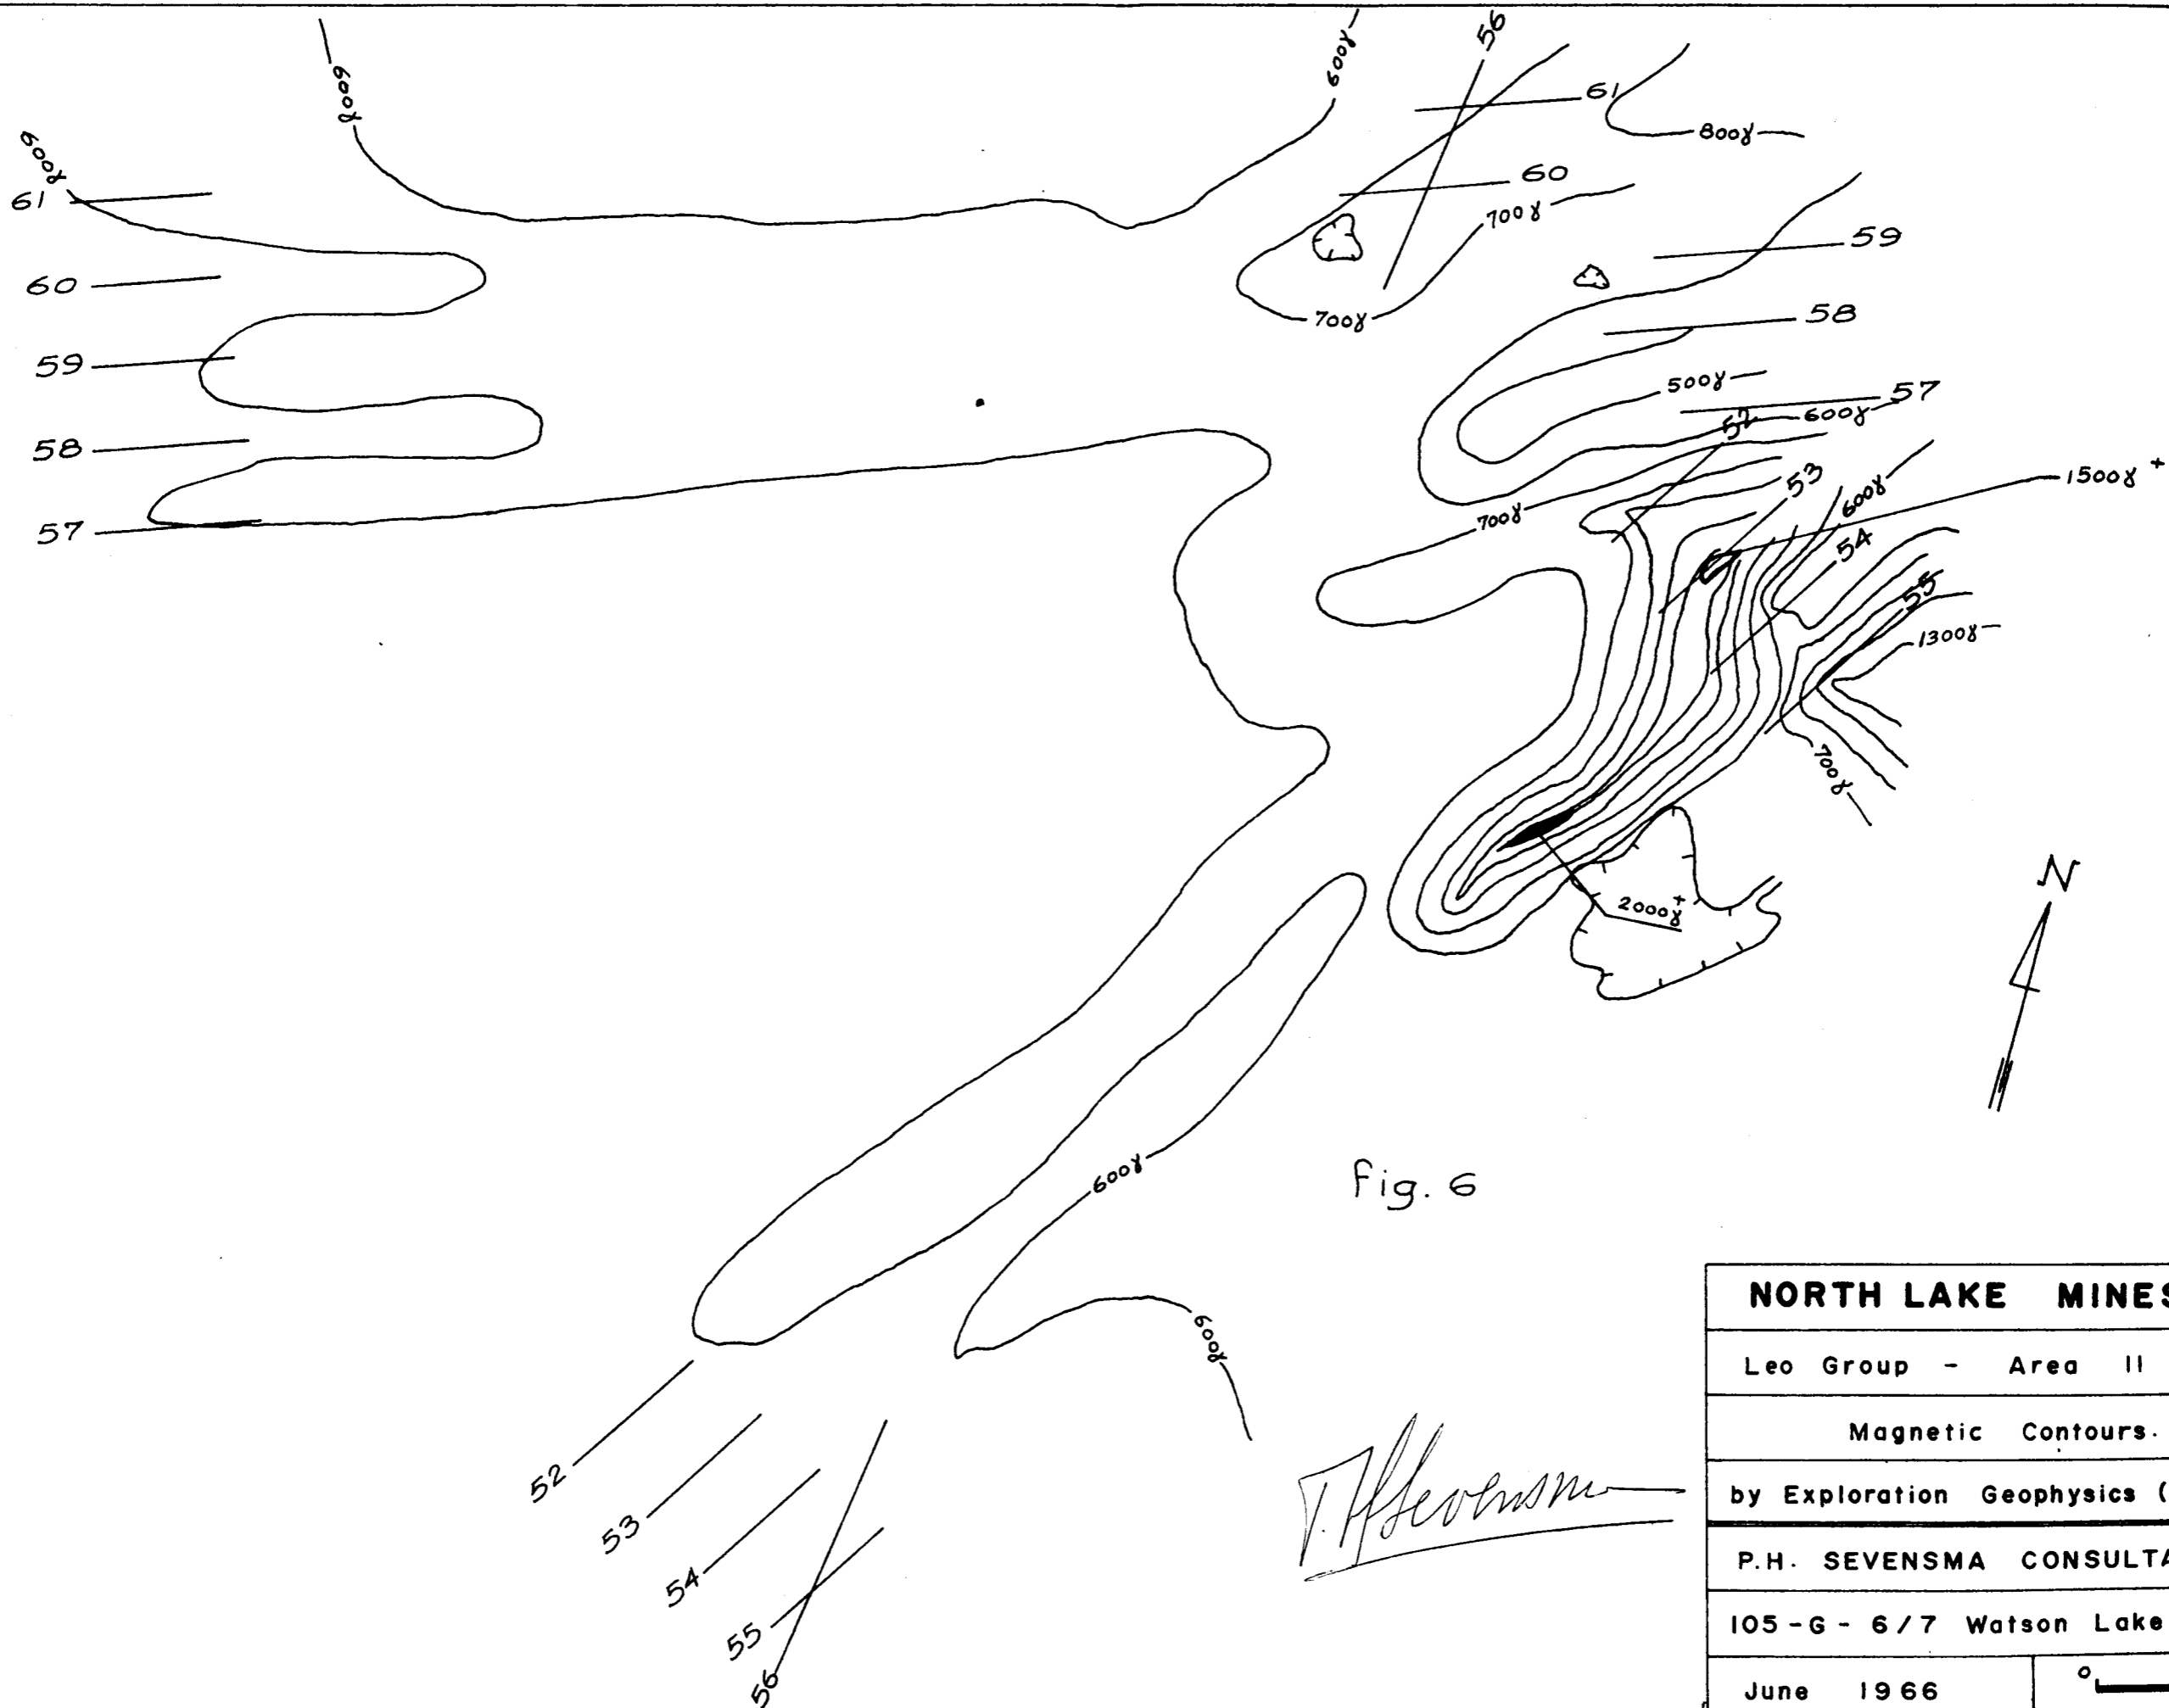 600γ
600γ
56
61
800γ
600γ
61
60
700γ
60
59
700γ
58
59
500γ
57
52
600γ
58
53
1500γ +
600γ
57
700γ
54
55
1300γ
700γ
N
2000γ +
600γ
Fig. 6
600γ
52
53
54
55
56
P.H. Sevensma
NORTH LAKE MINES
Leo Group - Area II
Magnetic Contours.
by Exploration Geophysics (
P.H. SEVENSMA CONSULTA
105-G-6/7 Watson Lake
June 1966
0